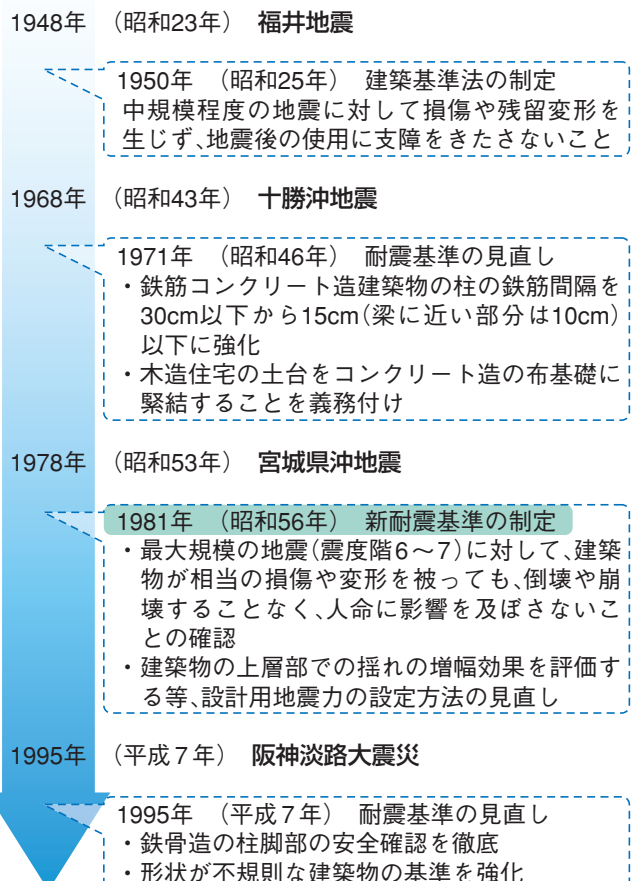 1948年 （昭和23年） 福井地震
1950年 （昭和25年） 建築基準法の制定
中規模程度の地震に対して損傷や残留変形を
生じず、地震後の使用に支障をきたさないこと
1968年 （昭和43年） 十勝沖地震
1971年 （昭和46年） 耐震基準の見直し
・鉄筋コンクリート造建築物の柱の鉄筋間隔を
30cm以下から15cm（梁に近い部分は10cm）
以下に強化
・木造住宅の土台をコンクリート造の布基礎に
緊結することを義務付け
1978年 （昭和53年） 宮城県沖地震
1981年 （昭和56年） 新耐震基準の制定
・最大規模の地震（震度階6～7）に対して、建築
物が相当の損傷や変形を被っても、倒壊や崩
壊することなく、人命に影響を及ぼさないこ
との確認
・建築物の上層部での揺れの増幅効果を評価す
る等、設計用地震力の設定方法の見直し
1995年 （平成７年） 阪神淡路大震災
1995年 （平成７年） 耐震基準の見直し
・鉄骨造の柱脚部の安全確認を徹底
・形状が不規則な建築物の基準を強化